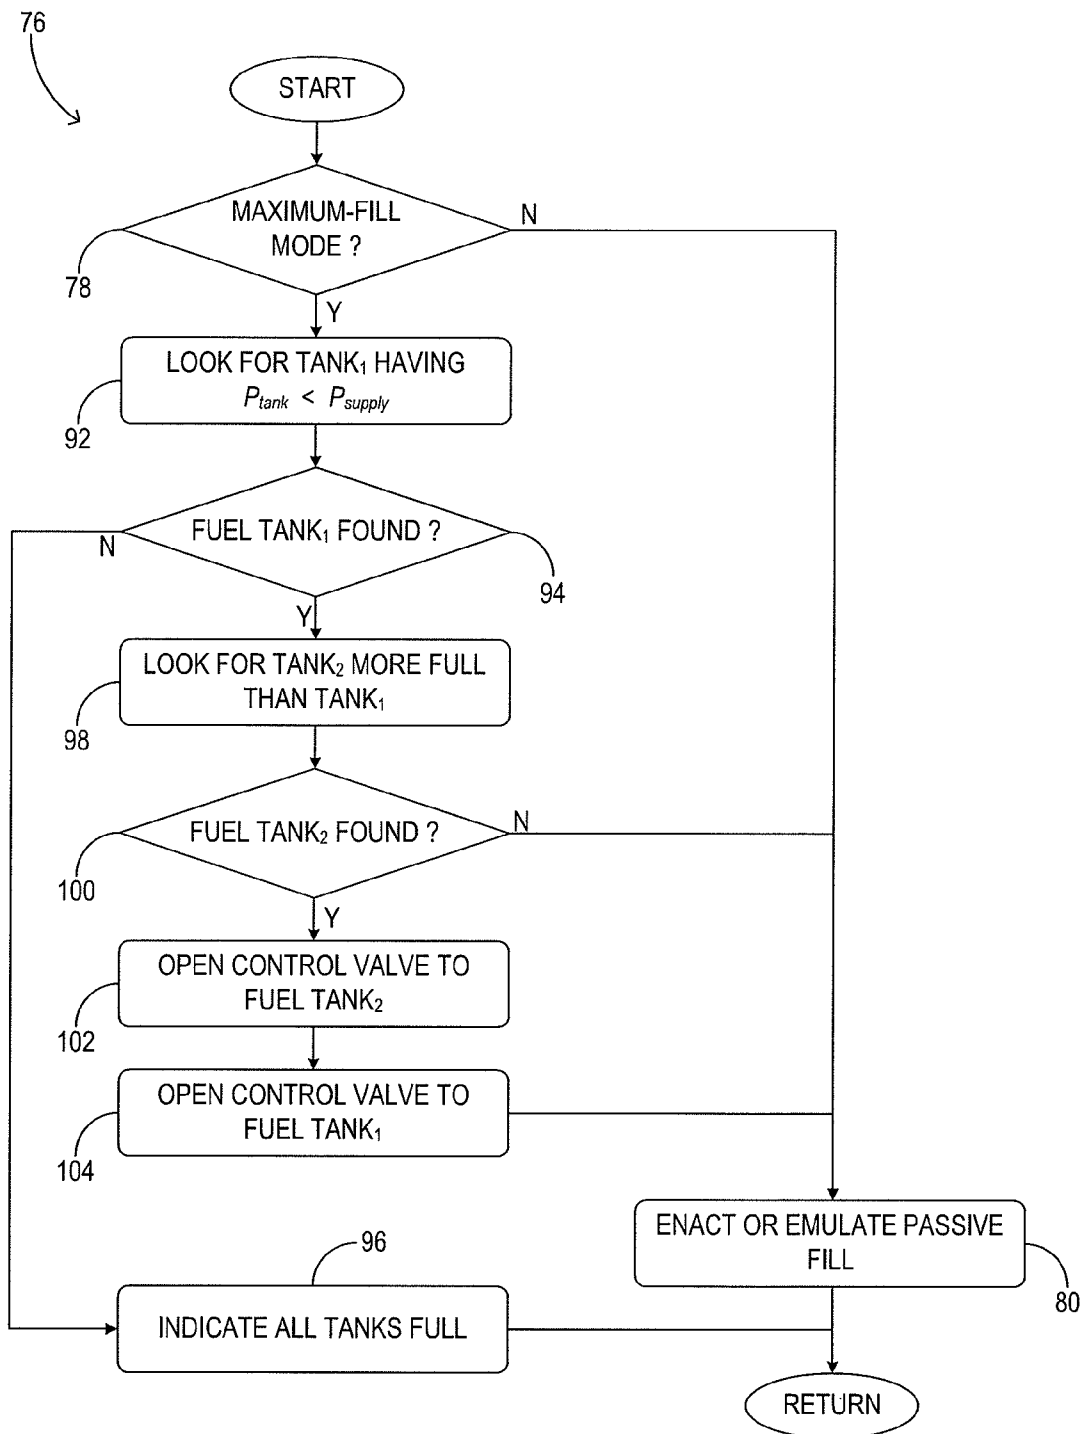 76
START
MAXIMUM-FILL
MODE ?
N
78
Y
LOOK FOR TANK₁ HAVING
P_tank < P_supply
92
FUEL TANK₁ FOUND ?
N
94
Y
LOOK FOR TANK₂ MORE FULL
THAN TANK₁
98
FUEL TANK₂ FOUND ?
N
100
Y
OPEN CONTROL VALVE TO
FUEL TANK₂
102
OPEN CONTROL VALVE TO
FUEL TANK₁
104
ENACT OR EMULATE PASSIVE
FILL
80
96
INDICATE ALL TANKS FULL
RETURN